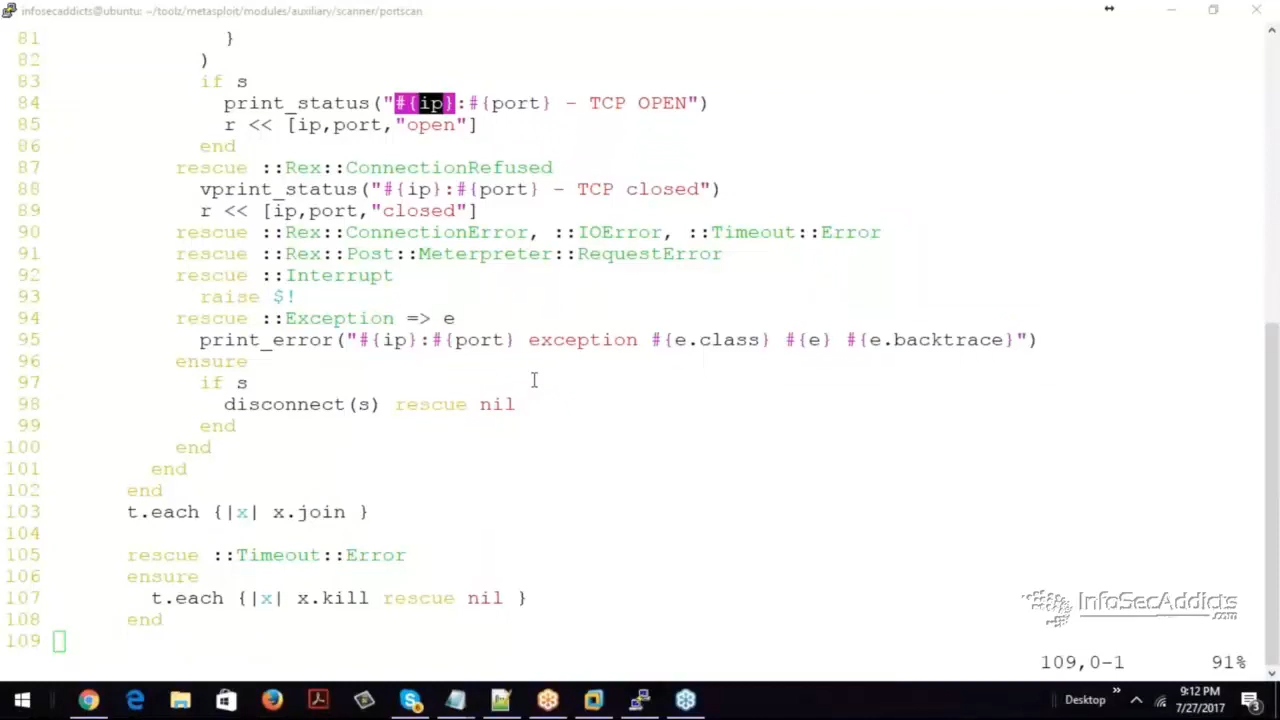 infosecaddicts@ubuntu: ~/toolz/metasploit/modules/auxiliary/scanner/portscan
81 }
82 )
83 if s
84 print_status("#{ip}:#{port} - TCP OPEN")
85 r << [ip,port,"open"]
86 end
87 rescue ::Rex::ConnectionRefused
88 vprint_status("#{ip}:#{port} - TCP closed")
89 r << [ip,port,"closed"]
90 rescue ::Rex::ConnectionError, ::IOError, ::Timeout::Error
91 rescue ::Rex::Post::Meterpreter::RequestError
92 rescue ::Interrupt
93 raise $!
94 rescue ::Exception => e
95 print_error("#{ip}:#{port} exception #{e.class} #{e} #{e.backtrace}")
96 ensure
97 if s
98 disconnect(s) rescue nil
99 end
100 end
101 end
102 end
103 t.each {|x| x.join }
104
105 rescue ::Timeout::Error
106 ensure
107 t.each {|x| x.kill rescue nil }
108 end
109
InfoSecAddicts
.com
109,0-1 91%
Desktop
9:12 PM
7/27/2017
3